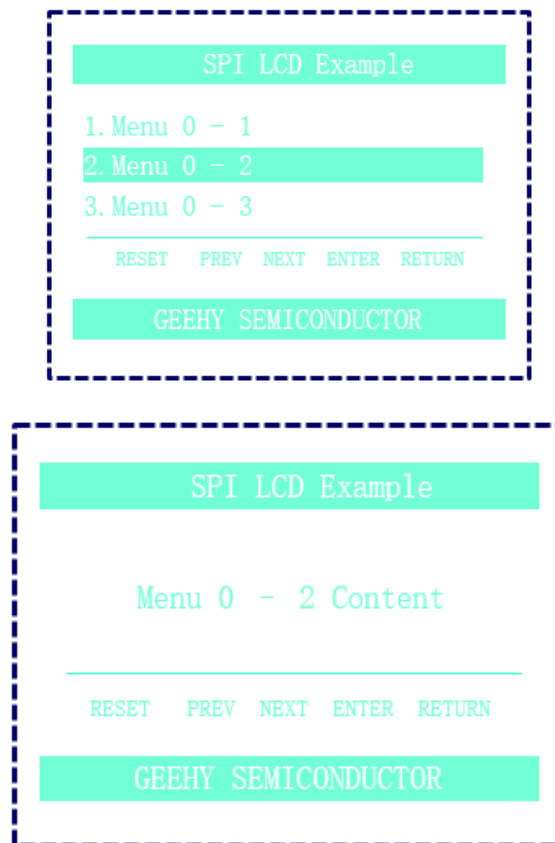 SPI LCD Example
1. Menu 0 - 1
2. Menu 0 - 2
3. Menu 0 - 3
RESET PREV NEXT ENTER RETURN
GEEHY SEMICONDUCTOR
SPI LCD Example
Menu 0 - 2 Content
RESET PREV NEXT ENTER RETURN
GEEHY SEMICONDUCTOR